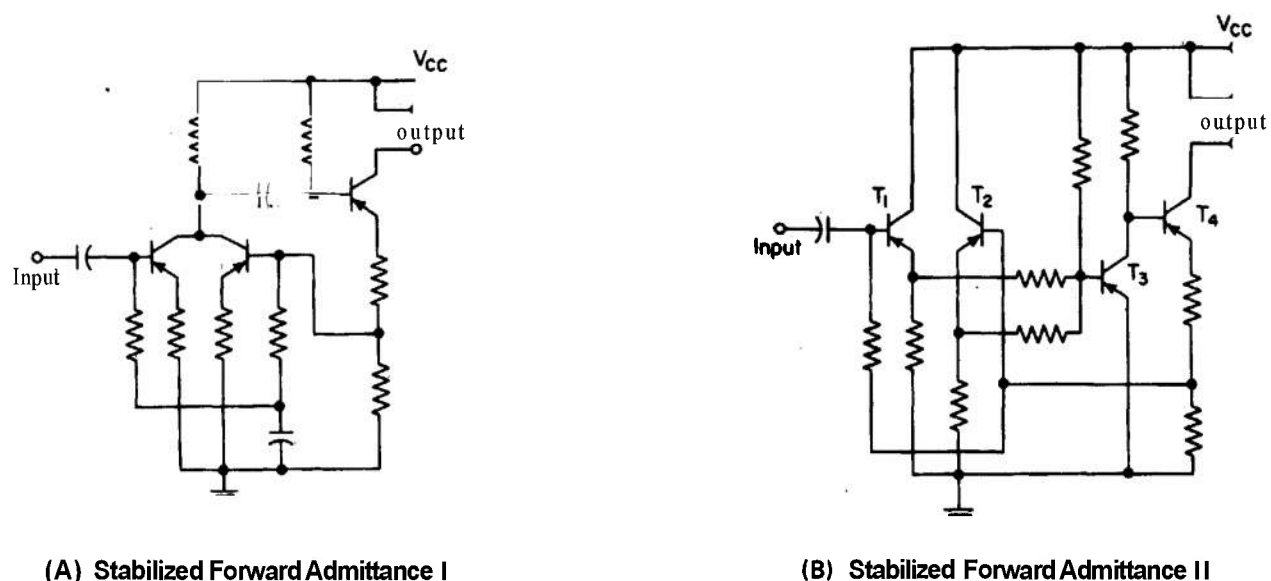 VCC
output
Input
(A) Stabilized Forward Admittance I
VCC
output
T1
T2
Input
T4
T3
(B) Stabilized Forward Admittance II